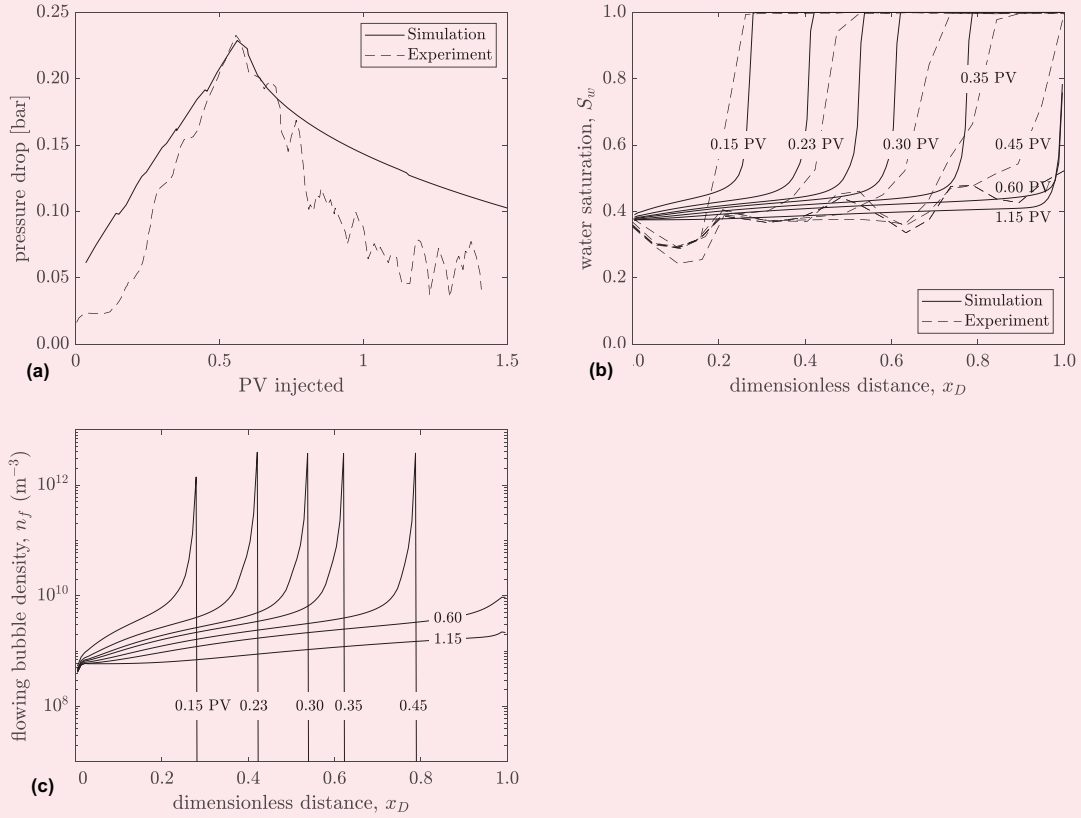 0.25
0.20
0.15
0.10
0.05
0.00
pressure drop [bar]
Simulation
Experiment
0
0.5
1
1.5
PV injected
(a)
1.0
0.8
0.6
0.4
0.2
0.0
water saturation, S_w
0.35 PV
0.15 PV
0.23 PV
0.30 PV
0.45 PV
0.60 PV
1.15 PV
Simulation
Experiment
0
0.2
0.4
0.6
0.8
1.0
dimensionless distance, x_D
(b)
10^12
10^10
10^8
flowing bubble density, n_f (m^−3)
0.60
1.15
0.15 PV
0.23
0.30
0.35
0.45
0
0.2
0.4
0.6
0.8
1.0
dimensionless distance, x_D
(c)